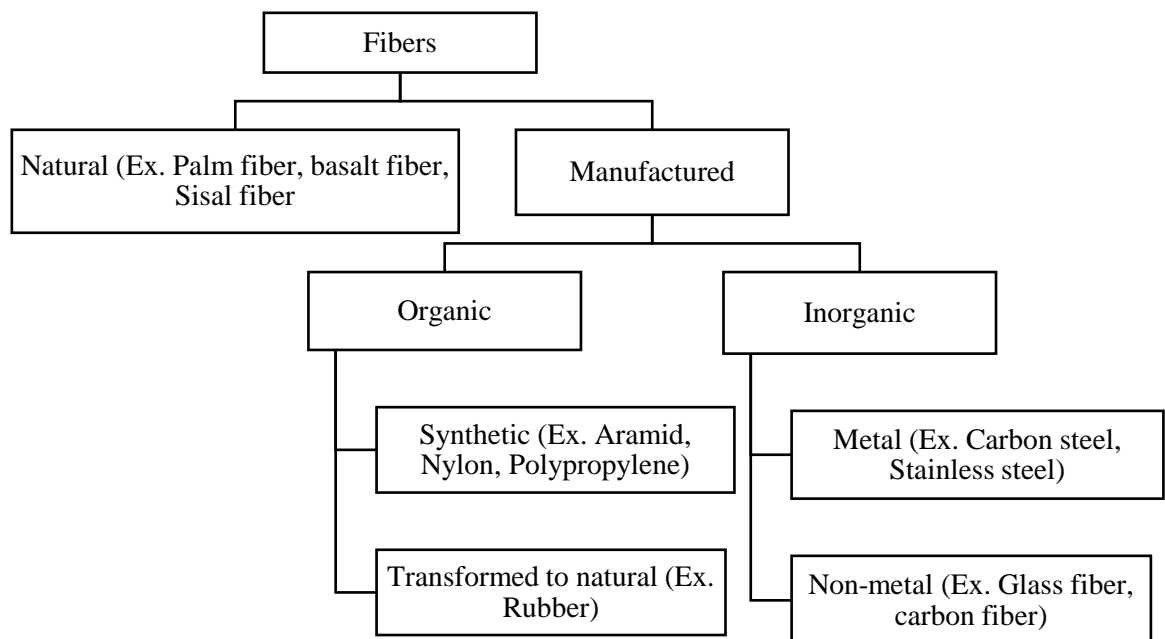 Fibers
Natural (Ex. Palm fiber, basalt fiber,
Sisal fiber
Manufactured
Organic
Inorganic
Synthetic (Ex. Aramid,
Nylon, Polypropylene)
Metal (Ex. Carbon steel,
Stainless steel)
Transformed to natural (Ex.
Rubber)
Non-metal (Ex. Glass fiber,
carbon fiber)